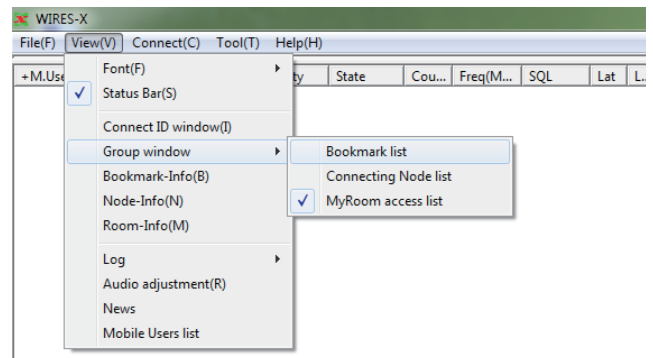 WIRES-X
File(F) View(V) Connect(C) Tool(T) Help(H)
+M.Use ty State Cou... Freq(M... SQL Lat L..
Font(F)
Status Bar(S)
Connect ID window(I)
Group window
Bookmark list
Bookmark-Info(B)
Connecting Node list
Node-Info(N)
MyRoom access list
Room-Info(M)
Log
Audio adjustment(R)
News
Mobile Users list